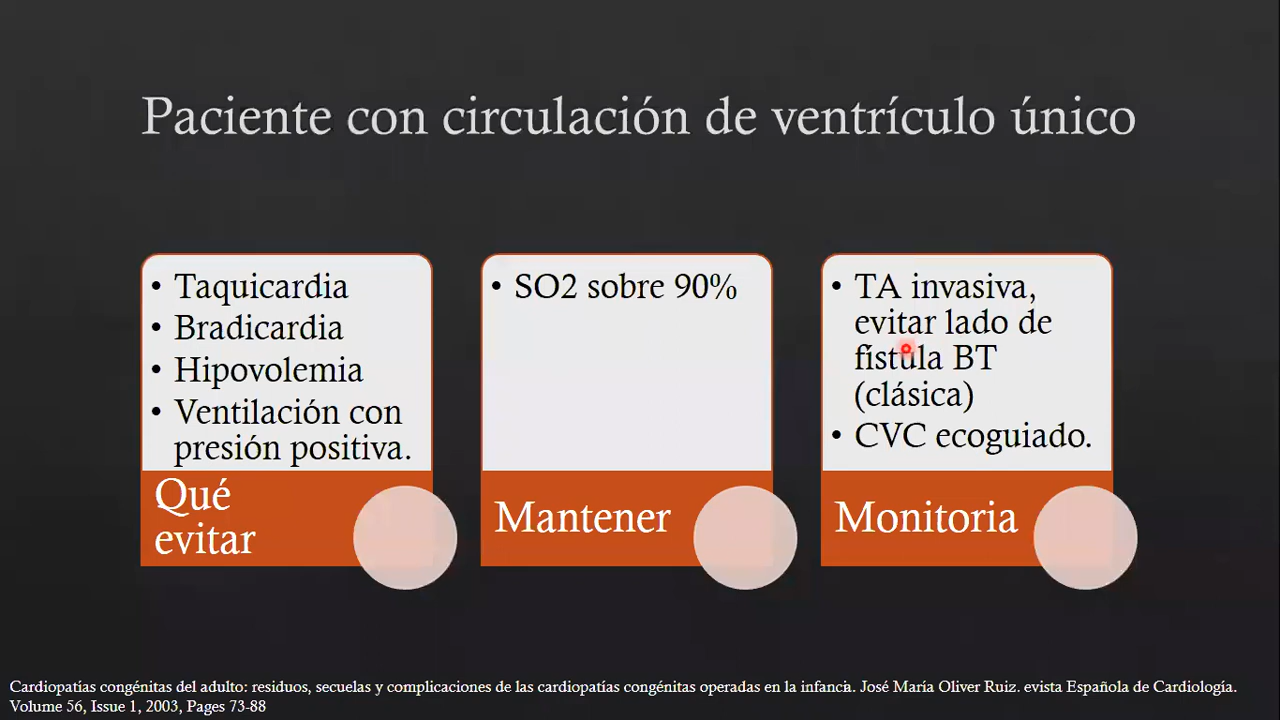 Paciente con circulación de ventrículo único
• Taquicardia
• Bradicardia
• Hipovolemia
• Ventilación con
presión positiva.
Qué
evitar
• SO2 sobre 90%
Mantener
• TA invasiva,
evitar lado de
fístula BT
(clásica)
• CVC ecoguiado.
Monitoria
Cardiopatías congénitas del adulto: residuos, secuelas y complicaciones de las cardiopatías congénitas operadas en la infancia. José María Oliver Ruiz. evista Española de Cardiología.
Volume 56, Issue 1, 2003, Pages 73-88